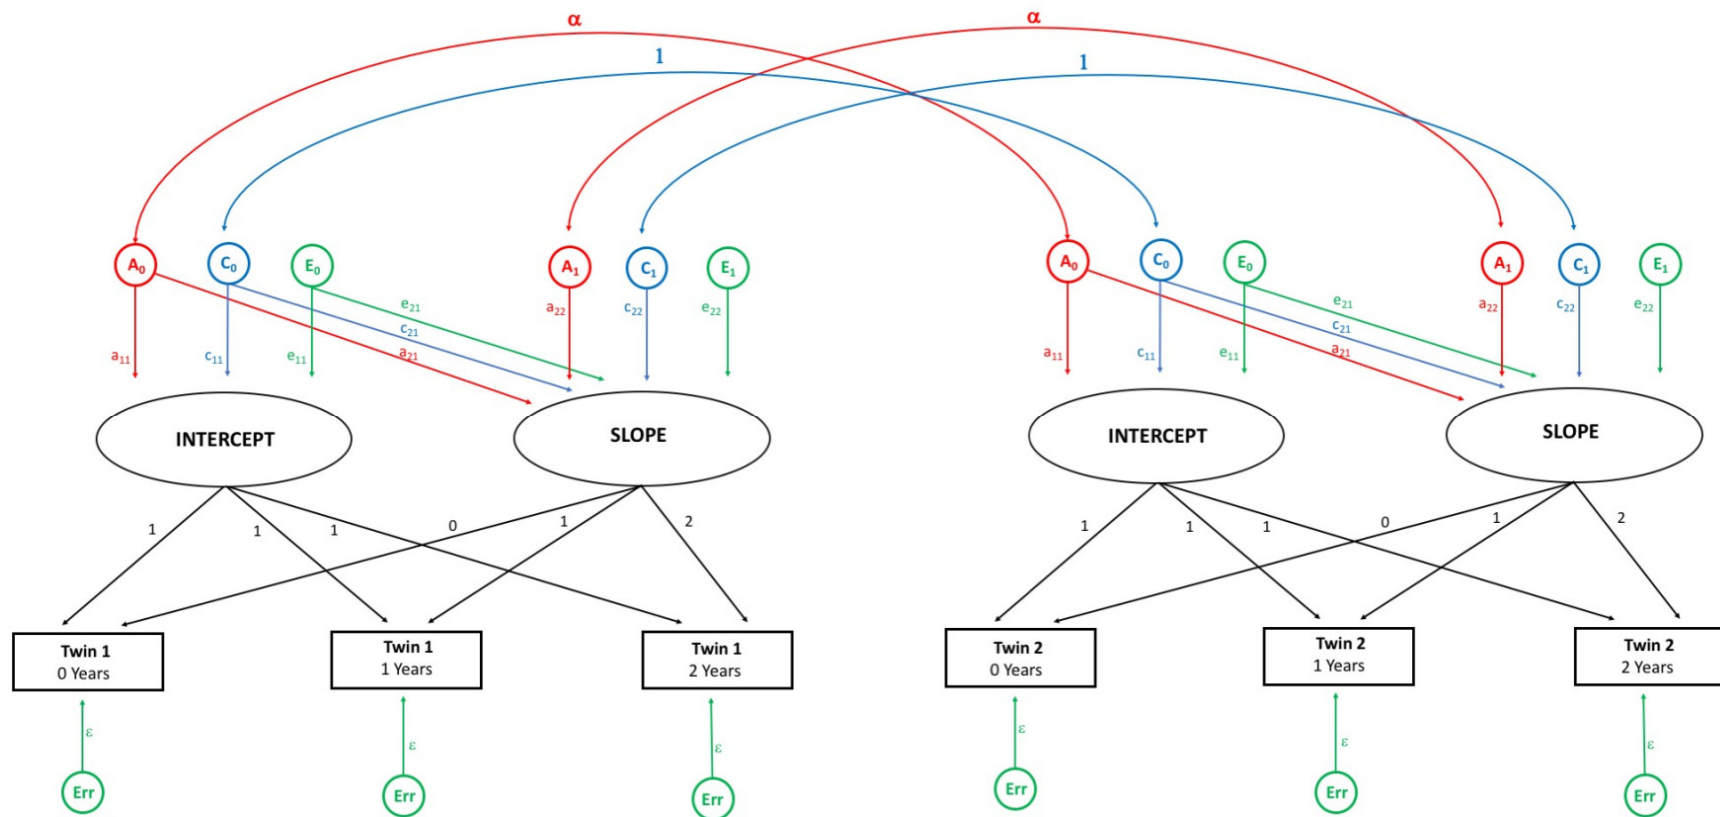 α α
1 1
A₀ C₀ E₀ A₁ C₁ E₁ A₀ C₀ E₀ A₁ C₁ E₁
e₂₁ a₂₂ c₂₂ e₂₂ e₂₁ a₂₂ c₂₂ e₂₂
c₂₁ c₂₁
a₁₁ c₁₁ e₁₁ a₂₁ a₁₁ c₁₁ e₁₁ a₂₁
INTERCEPT SLOPE INTERCEPT SLOPE
1 1 1 0 1 2 1 1 1 0 1 2
Twin 1 Twin 1 Twin 1 Twin 2 Twin 2 Twin 2
0 Years 1 Years 2 Years 0 Years 1 Years 2 Years
ε ε ε ε ε ε
Err Err Err Err Err Err